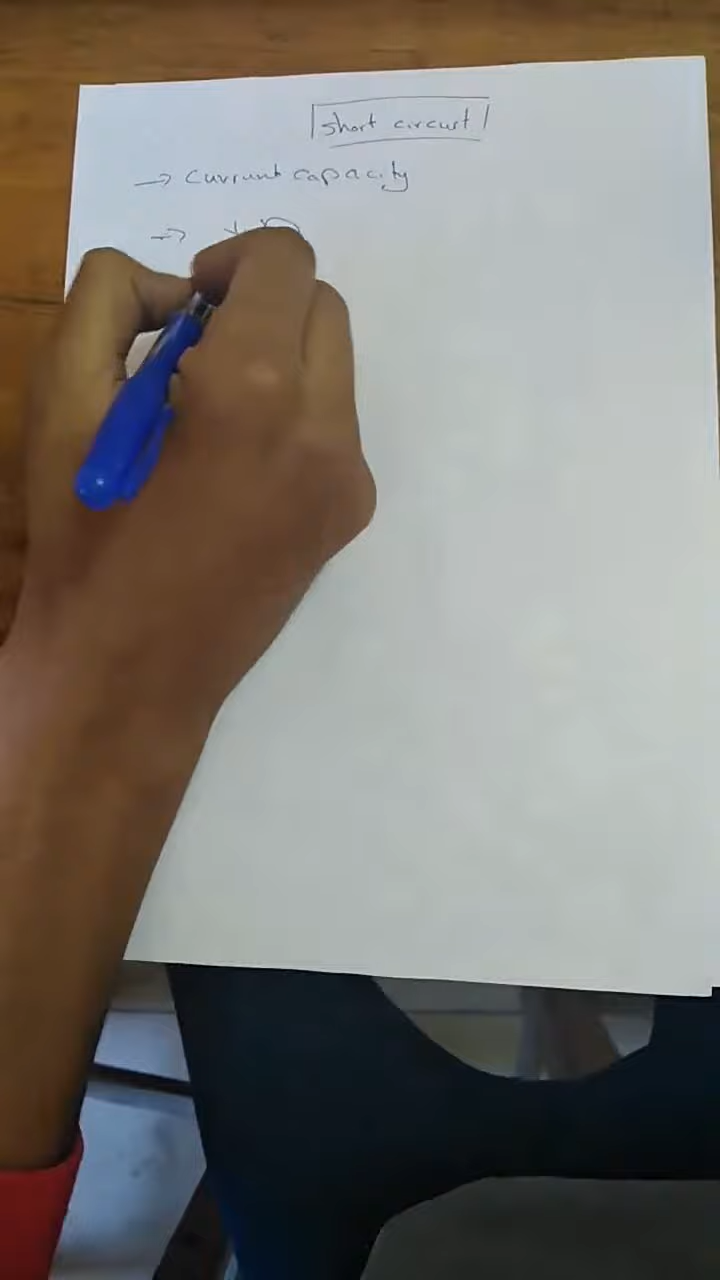 short circuit
→ Current capacity
→